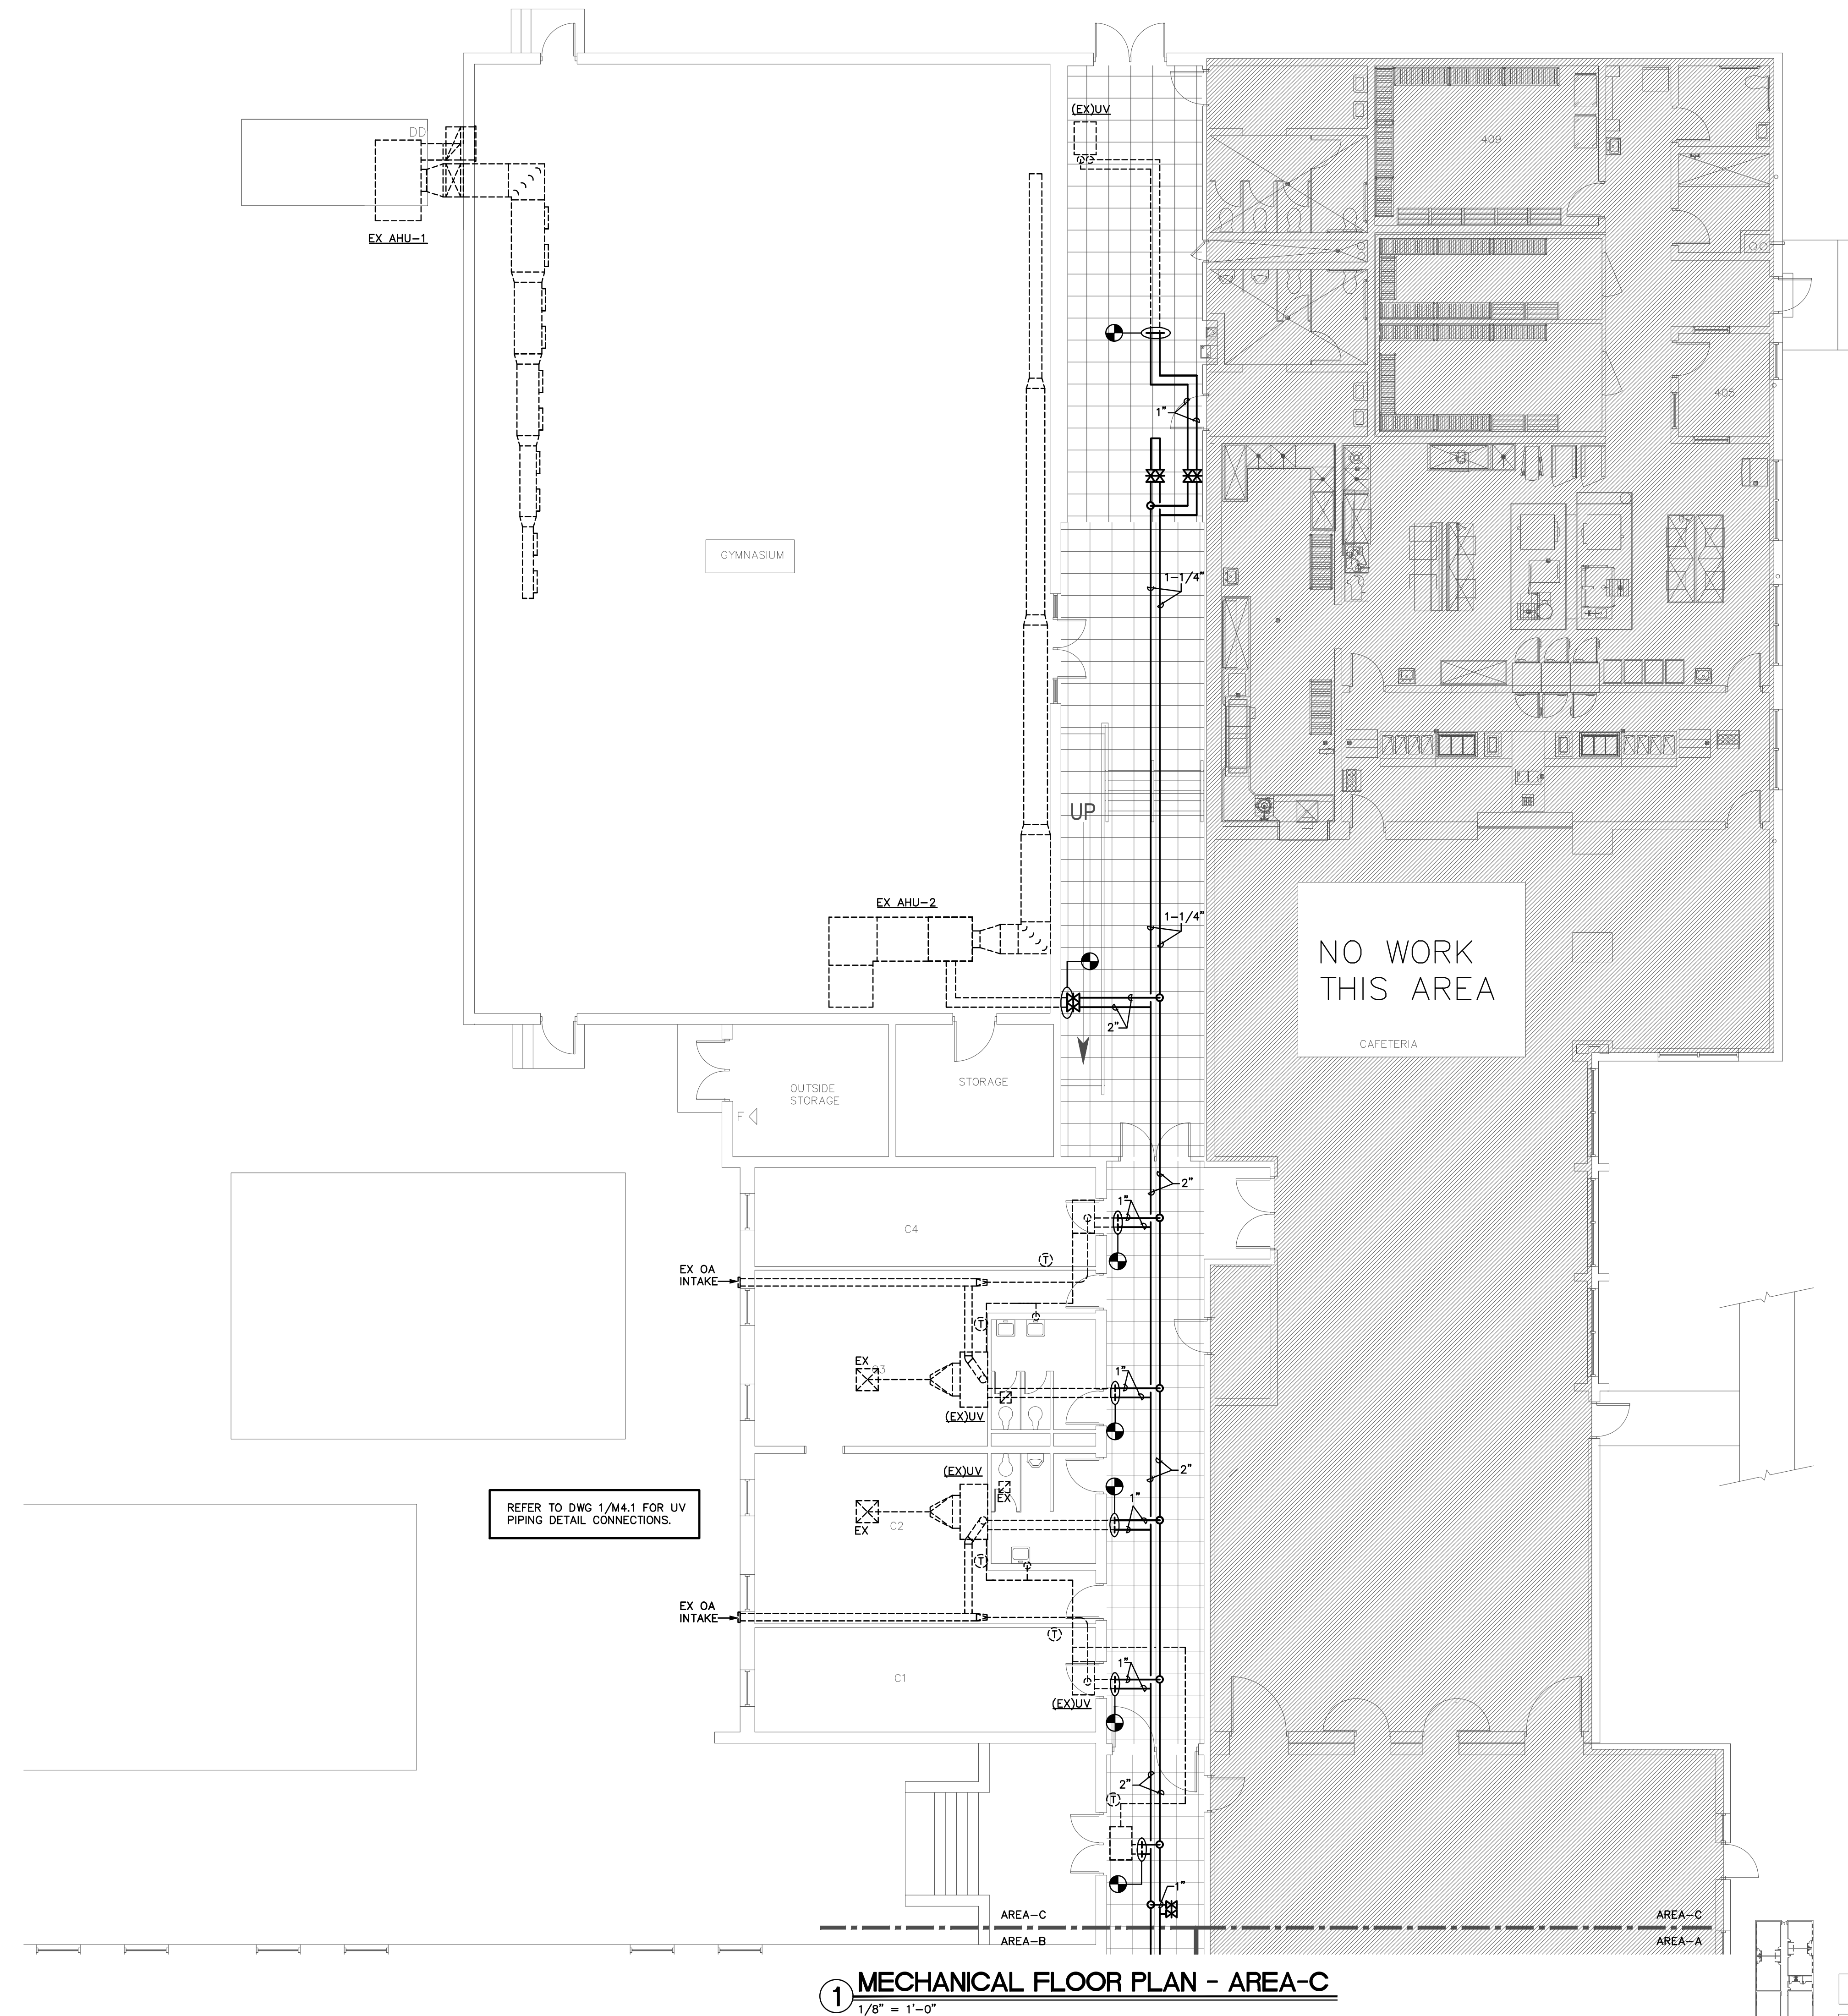 (EX)UV
DD
409
EX AHU-1
405
1"
GYMNASIUM
1-1/4"
UP
EX AHU-2
1-1/4"
NO WORK
THIS AREA
2"
CAFETERIA
STORAGE
OUTSIDE
STORAGE
F
2"
1"
C4
T
EX OA
INTAKE
T
EX
1"
(EX)UV
(EX)UV
2"
EX
1"
REFER TO DWG 1/M4.1 FOR UV
PIPING DETAIL CONNECTIONS.
EX
C2
T
EX OA
INTAKE
T
1"
C1
(EX)UV
2"
T
1"
AREA-C
AREA-C
AREA-B
AREA-A
1
MECHANICAL FLOOR PLAN - AREA-C
1/8" = 1'-0"